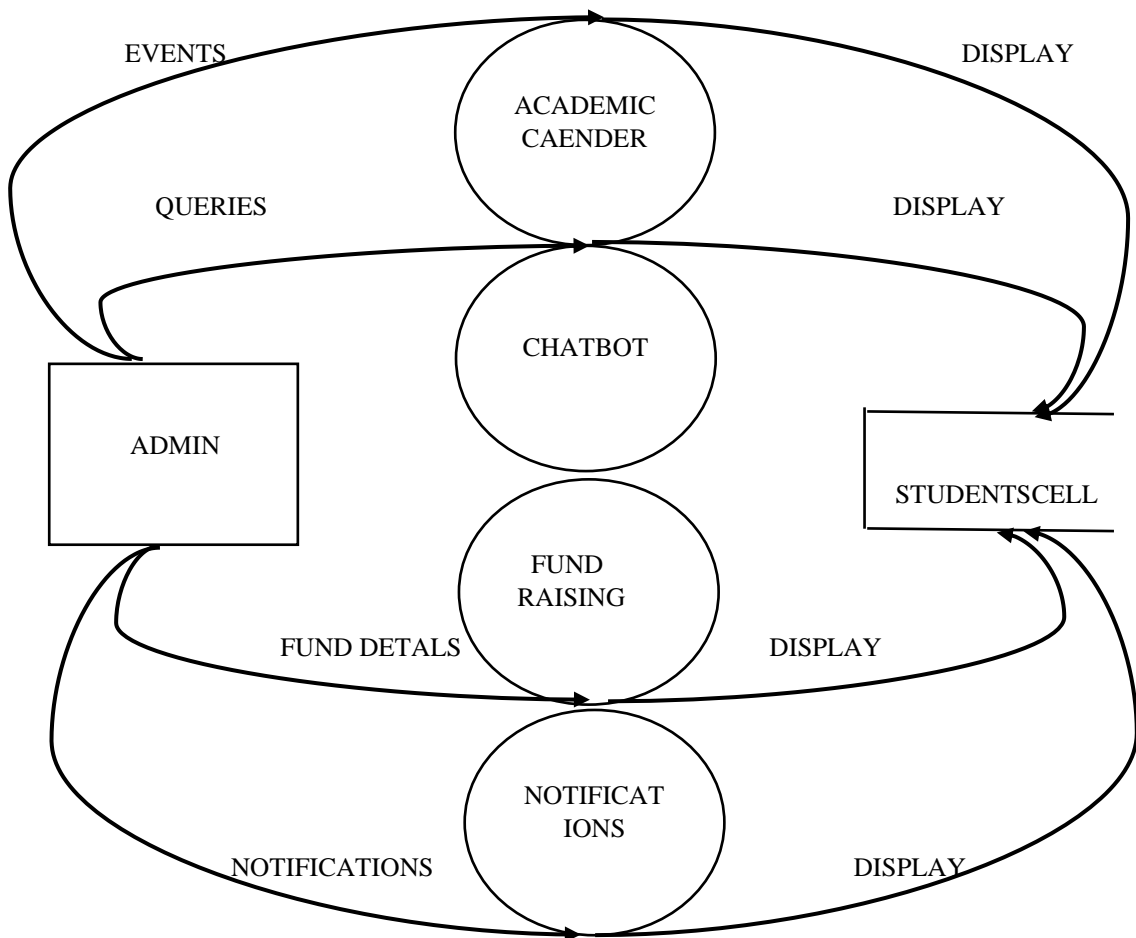 EVENTS
DISPLAY
ACADEMIC
CAENDER
QUERIES
DISPLAY
CHATBOT
ADMIN
STUDENTSCELL
FUND
RAISING
FUND DETALS
DISPLAY
NOTIFICAT
IONS
NOTIFICATIONS
DISPLAY